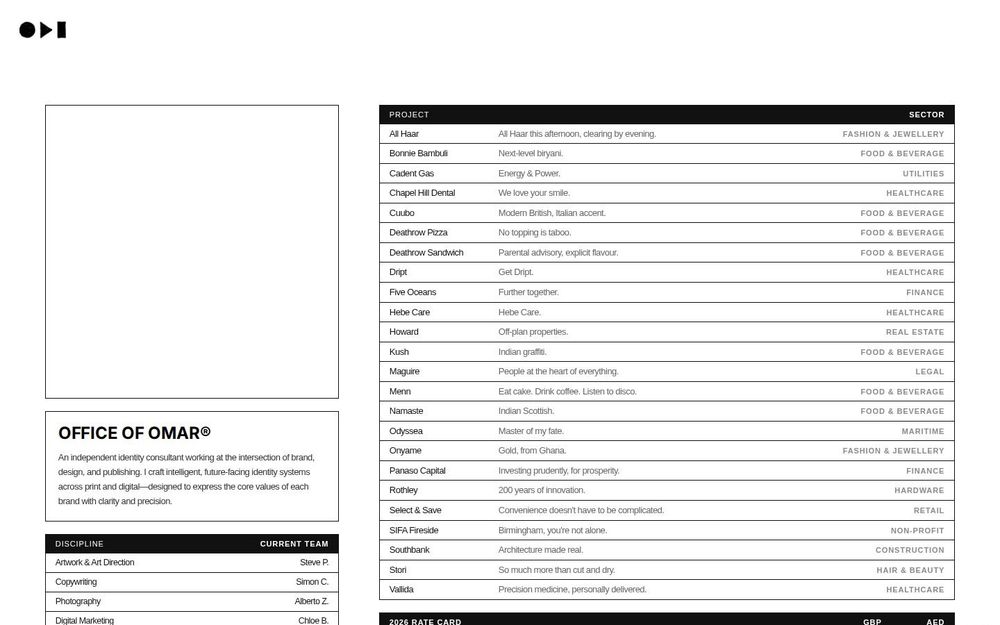 OFFICE OF OMAR®
An independent identity consultant working at the intersection of brand,
design, and publishing. I craft intelligent, future-facing identity systems
across print and digital—designed to express the core values of each
brand with clarity and precision.
DISCIPLINE CURRENT TEAM
Artwork & Art Direction Steve P.
Copywriting Simon C.
Photography Alberto Z.
Digital Marketing Chloe B.
PROJECT SECTOR
All Haar All Haar this afternoon, clearing by evening. FASHION & JEWELLERY
Bonnie Bambuli Next-level biryani. FOOD & BEVERAGE
Cadent Gas Energy & Power. UTILITIES
Chapel Hill Dental We love your smile. HEALTHCARE
Cuubo Modern British, Italian accent. FOOD & BEVERAGE
Deathrow Pizza No topping is taboo. FOOD & BEVERAGE
Deathrow Sandwich Parental advisory, explicit flavour. FOOD & BEVERAGE
Dript Get Dript. HEALTHCARE
Five Oceans Further together. FINANCE
Hebe Care Hebe Care. HEALTHCARE
Howard Off-plan properties. REAL ESTATE
Kush Indian graffiti. FOOD & BEVERAGE
Maguire People at the heart of everything. LEGAL
Menn Eat cake. Drink coffee. Listen to disco. FOOD & BEVERAGE
Namaste Indian Scottish. FOOD & BEVERAGE
Odyssea Master of my fate. MARITIME
Onyame Gold, from Ghana. FASHION & JEWELLERY
Panaso Capital Investing prudently, for prosperity. FINANCE
Rothley 200 years of innovation. HARDWARE
Select & Save Convenience doesn't have to be complicated. RETAIL
SIFA Fireside Birmingham, you're not alone. NON-PROFIT
Southbank Architecture made real. CONSTRUCTION
Stori So much more than cut and dry. HAIR & BEAUTY
Vallida Precision medicine, personally delivered. HEALTHCARE
2026 RATE CARD GBP AED